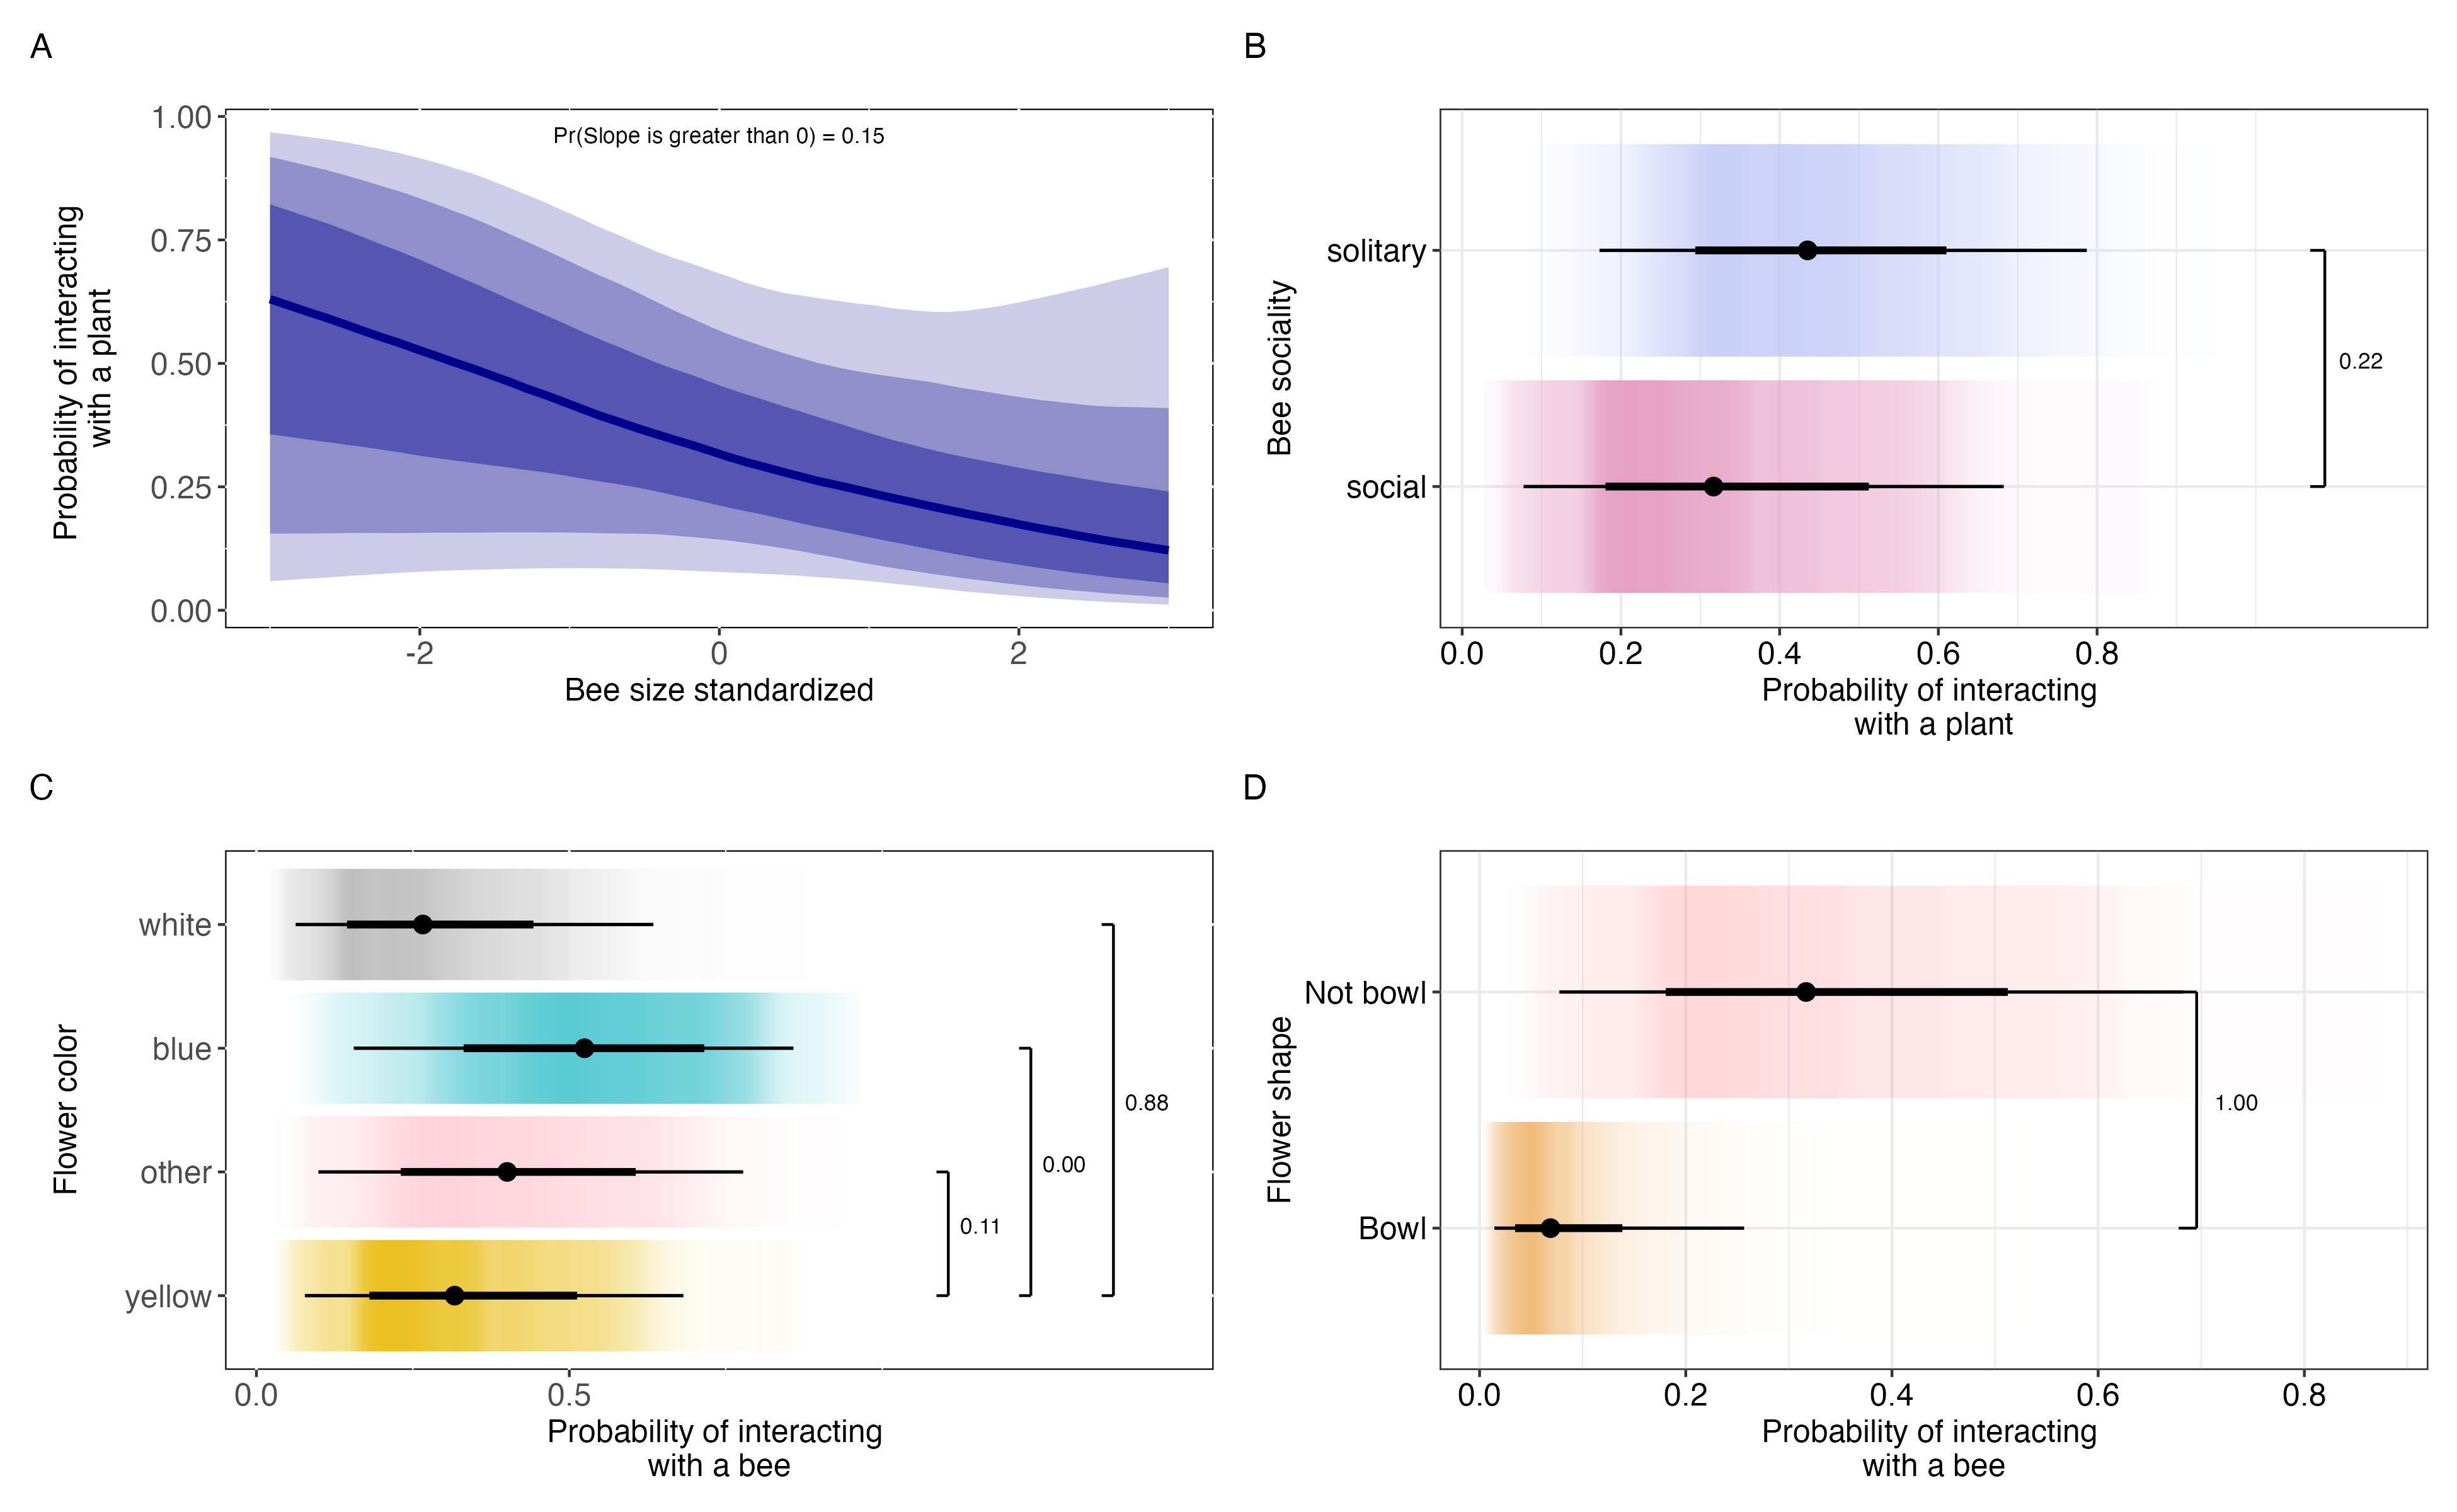 A
Pr(Slope is greater than 0) = 0.15
1.00
0.75
0.50
0.25
0.00
Probability of interacting
with a plant
-2
0
2
Bee size standardized
B
Bee sociality
solitary
social
0.22
0.0
0.2
0.4
0.6
0.8
Probability of interacting
with a plant
C
Flower color
white
blue
other
yellow
0.88
0.00
0.11
0.0
0.5
Probability of interacting
with a bee
D
Flower shape
Not bowl
Bowl
1.00
0.0
0.2
0.4
0.6
0.8
Probability of interacting
with a bee